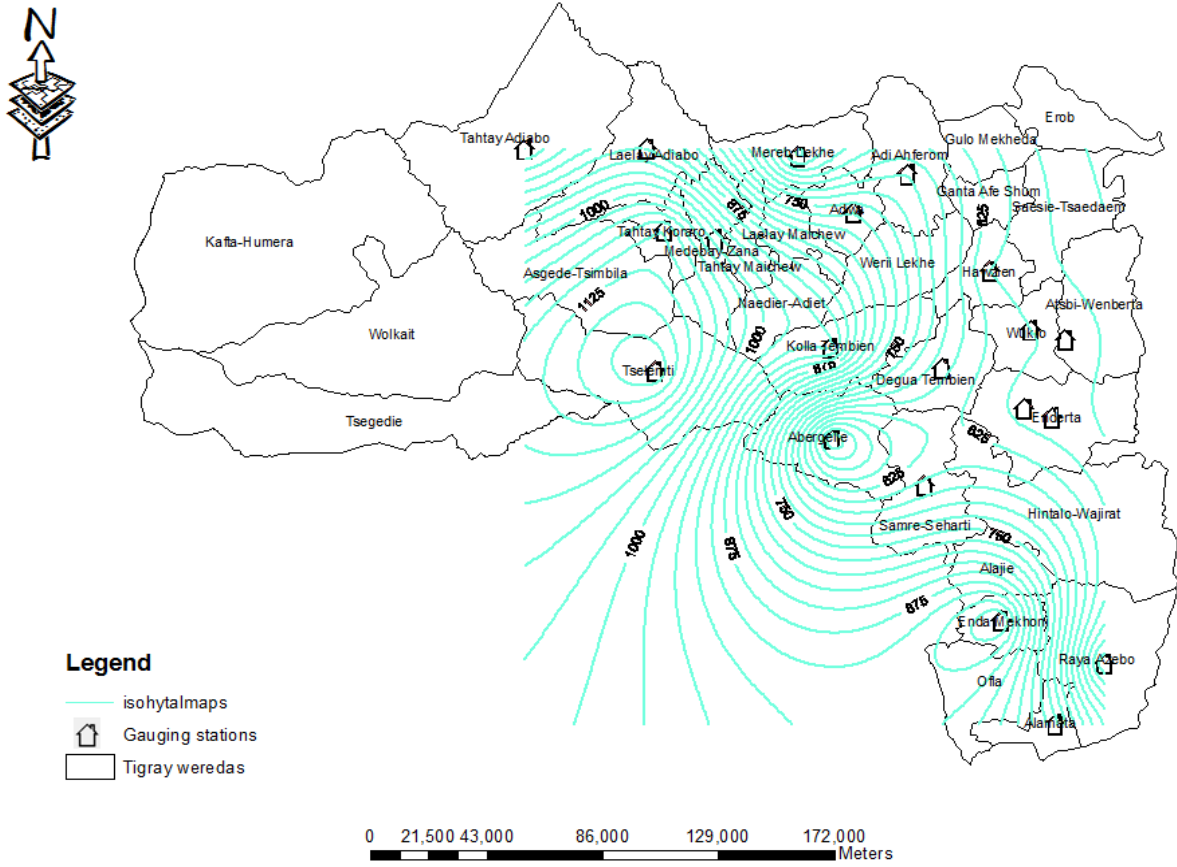 N
Erob
Tahtay Adiabo
Gulo Mekheda
Laelay Adiabo
Mereb Lekhe
Adi Ahferom
Ganta Afe Shum
Saesie-Tsaedaem
1000
875
750
Adwa
625
Kafta-Humera
Tahtay Koraro
Laelay Maichew
Medebay-Zana
Tahtay Maichew
Werii Lekhe
Asgede-Tsimbila
Hawzien
1125
Naedier-Adiet
Atsbi-Wenberta
Wolkait
1000
Kolla Tembien
750
Wukro
875
Tselemti
Degua Tembien
Tsegedie
Enderta
Abergelle
625
625
750
Hintalo-Wajirat
Samre-Seharti
1000
875
750
Alajie
875
Enda Mekhoni
Raya Azebo
Ofla
Alamata
Legend
isohytalmaps
Gauging stations
Tigray weredas
0 21,500 43,000 86,000 129,000 172,000
Meters